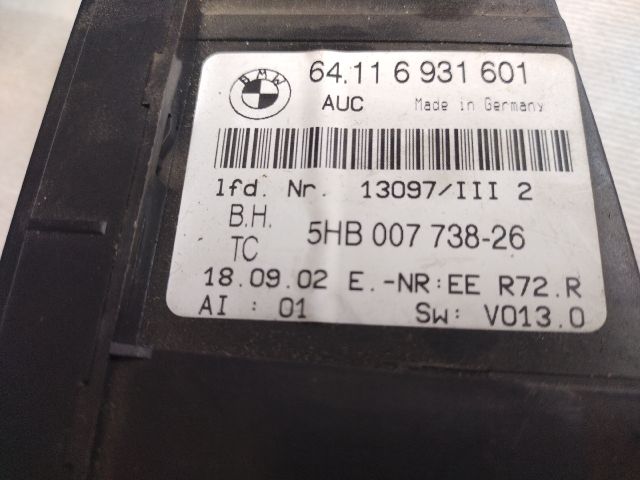 BMW
64.11 6 931 601
AUC Made in Germany
lfd. Nr. 13097/III 2
B.H.
TC 5HB 007 738-26
18.09.02 E.-NR:EE R72.R
AI : 01 SW: V013.0